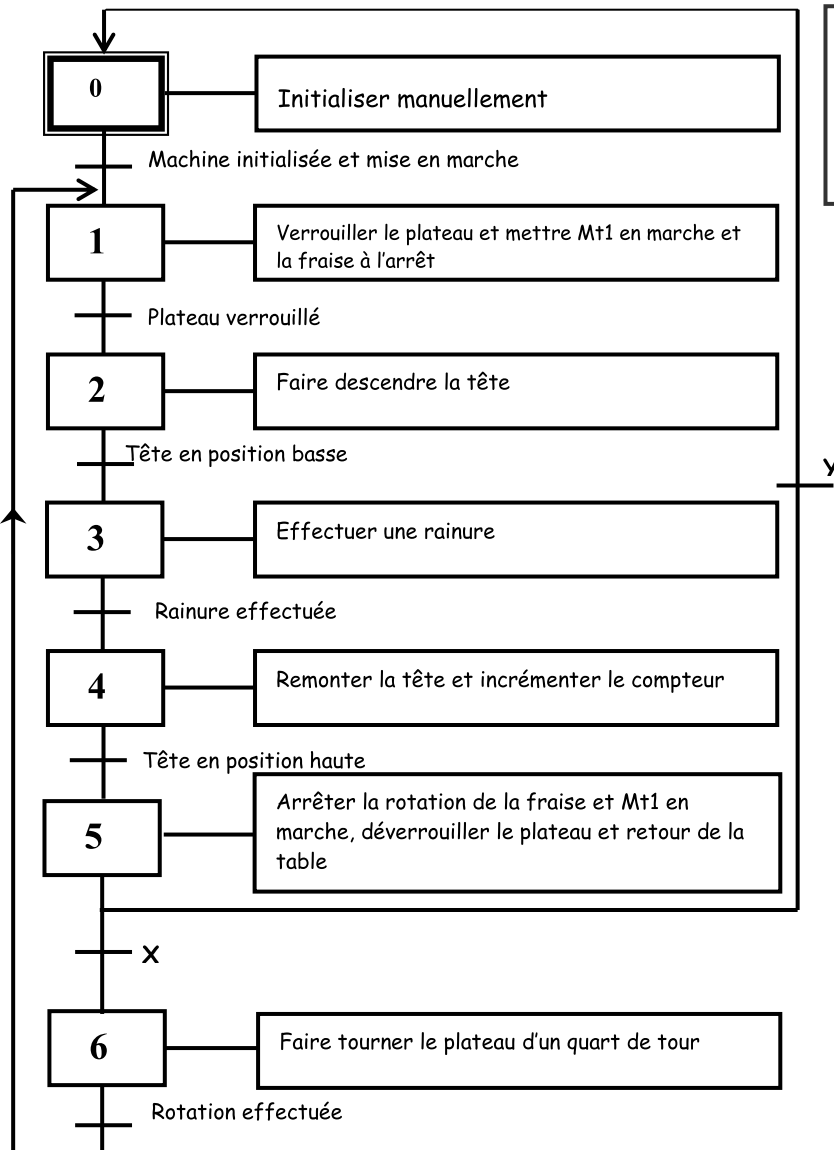 0
Initialiser manuellement
Machine initialisée et mise en marche
1
Verrouiller le plateau et mettre Mt1 en marche et
la fraise à l'arrêt
Plateau verrouillé
2
Faire descendre la tête
Tête en position basse
Y
3
Effectuer une rainure
Rainure effectuée
4
Remonter la tête et incrémenter le compteur
Tête en position haute
5
Arrêter la rotation de la fraise et Mt1 en
marche, déverrouiller le plateau et retour de la
table
X
6
Faire tourner le plateau d'un quart de tour
Rotation effectuée